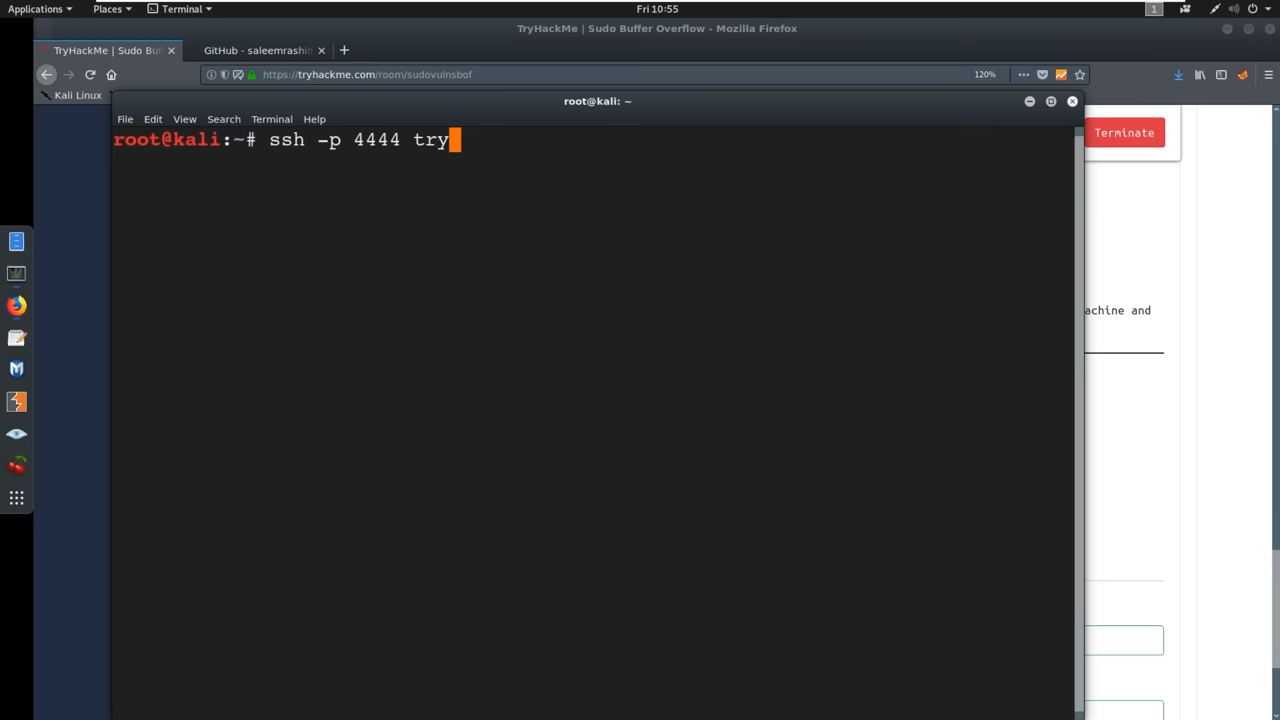 Applications Places Terminal Fri 10:55 1
TryHackMe | Sudo Buffer Overflow - Mozilla Firefox
TryHackMe | Sudo Buf GitHub - saleemrashid
https://tryhackme.com/room/sudovulnsbof 120%
Kali Linux
root@kali: ~
File Edit View Search Terminal Help
root@kali:~# ssh -p 4444 try
Terminate
achine and